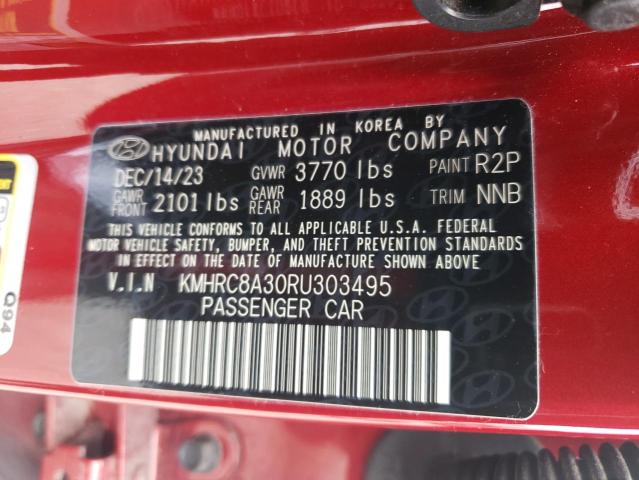 MANUFACTURED IN KOREA BY
HYUNDAI MOTOR COMPANY
DEC/14/23 GVWR 3770 lbs PAINT R2P
GAWR FRONT 2101 lbs GAWR REAR 1889 lbs TRIM NNB
THIS VEHICLE CONFORMS TO ALL APPLICABLE U.S.A. FEDERAL
MOTOR VEHICLE SAFETY, BUMPER, AND THEFT PREVENTION STANDARDS
IN EFFECT ON THE DATE OF MANUFACTURE SHOWN ABOVE
V.I.N KMHRC8A30RU303495
PASSENGER CAR
Q94